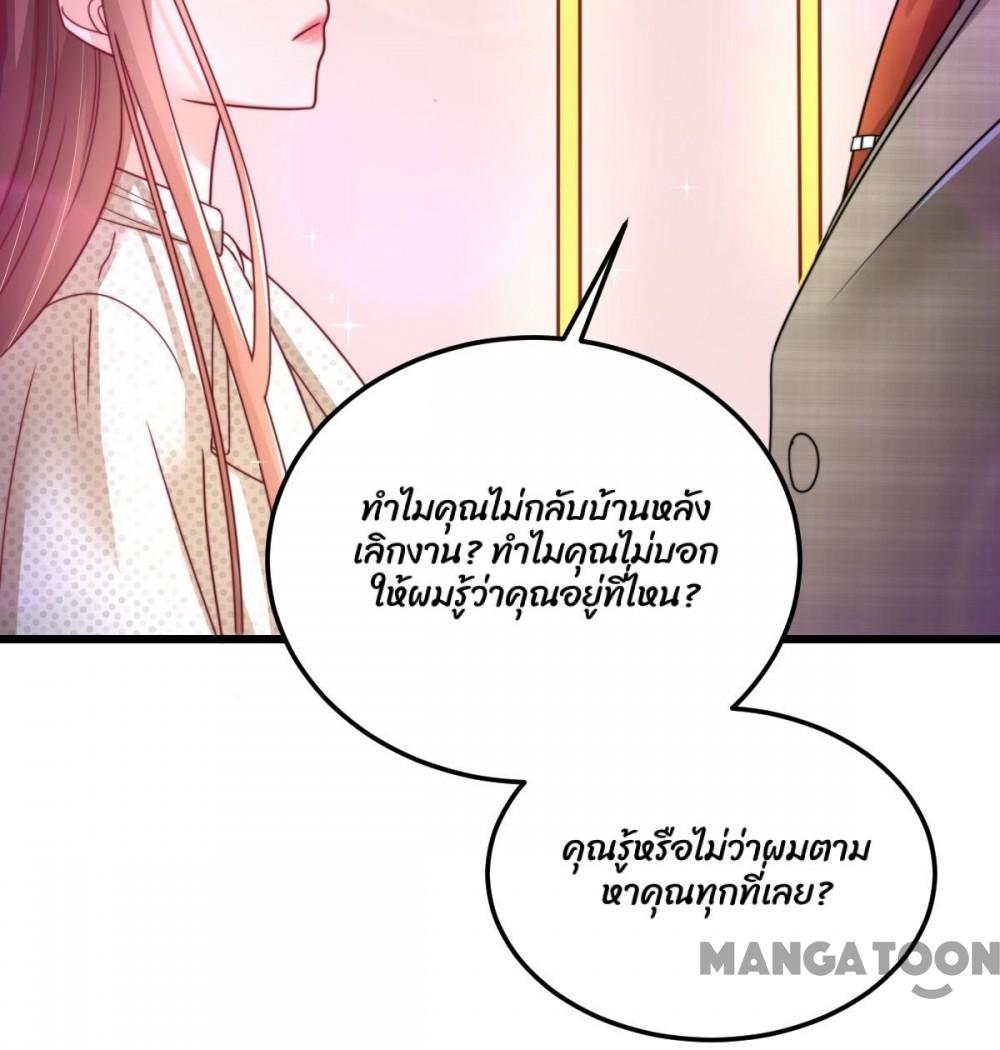 ทำไมคุณไม่กลับบ้านหลัง
เลิกงาน? ทำไมคุณไม่บอก
ให้ผมรู้ว่าคุณอยู่ที่ไหน?
คุณรู้หรือไม่ว่าผมตาม
หาคุณทุกที่เลย?
MANGATOON